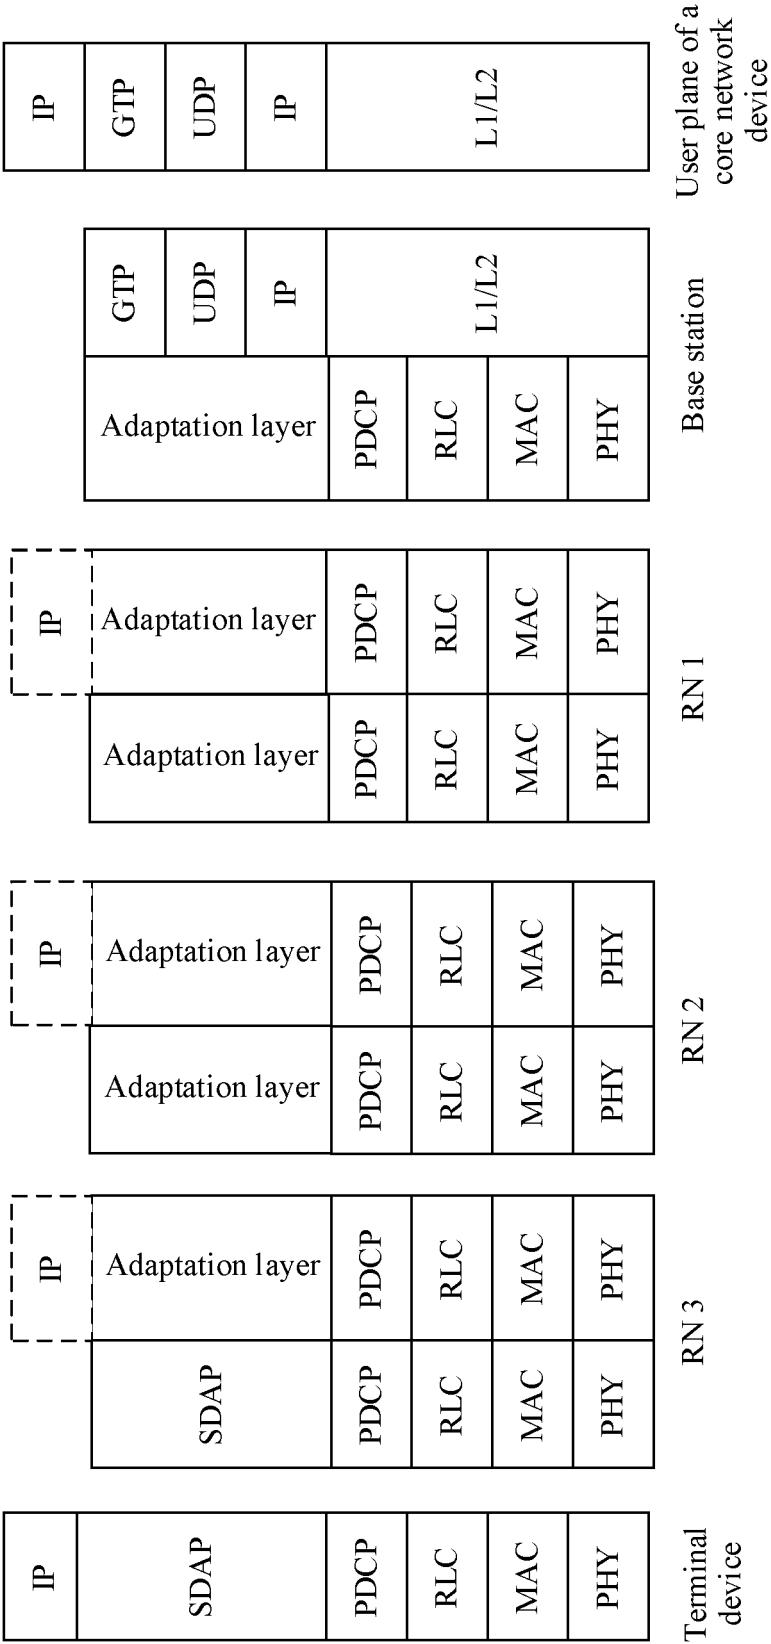 IP
GTP
UDP
IP
L1/L2
User plane of a
core network
device
GTP
UDP
IP
L1/L2
Adaptation layer
PDCP
RLC
MAC
PHY
Base station
IP
Adaptation layer
PDCP
RLC
MAC
PHY
Adaptation layer
PDCP
RLC
MAC
PHY
RN 1
IP
Adaptation layer
PDCP
RLC
MAC
PHY
Adaptation layer
PDCP
RLC
MAC
PHY
RN 2
IP
Adaptation layer
PDCP
RLC
MAC
PHY
SDAP
PDCP
RLC
MAC
PHY
RN 3
IP
SDAP
PDCP
RLC
MAC
PHY
Terminal
device